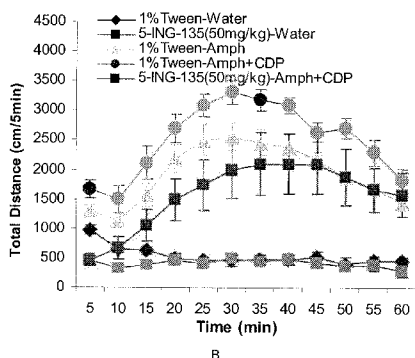 1%Tween-Water
5-ING-135(50mg/kg)-Water
1%Tween-Amph
1%Tween-Amph+CDP
5-ING-135(50mg/kg)-Amph+CDP
Total Distance (cm/5min)
4500
4000
3500
3000
2500
2000
1500
1000
500
0
5 10 15 20 25 30 35 40 45 50 55 60
Time (min)
B